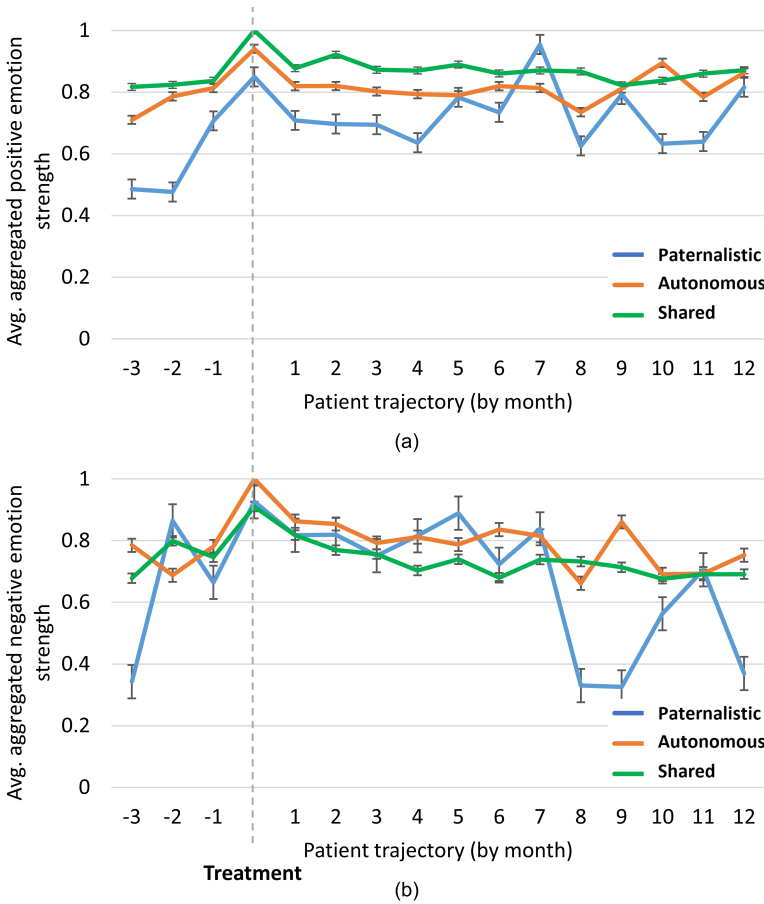 Avg. aggregated positive emotion
strength
1
0.8
0.6
0.4
0.2
0
Paternalistic
Autonomous
Shared
-3 -2 -1 1 2 3 4 5 6 7 8 9 10 11 12
Patient trajectory (by month)
(a)
Avg. aggregated negative emotion
strength
1
0.8
0.6
0.4
0.2
0
Paternalistic
Autonomous
Shared
-3 -2 -1 1 2 3 4 5 6 7 8 9 10 11 12
Patient trajectory (by month)
Treatment
(b)